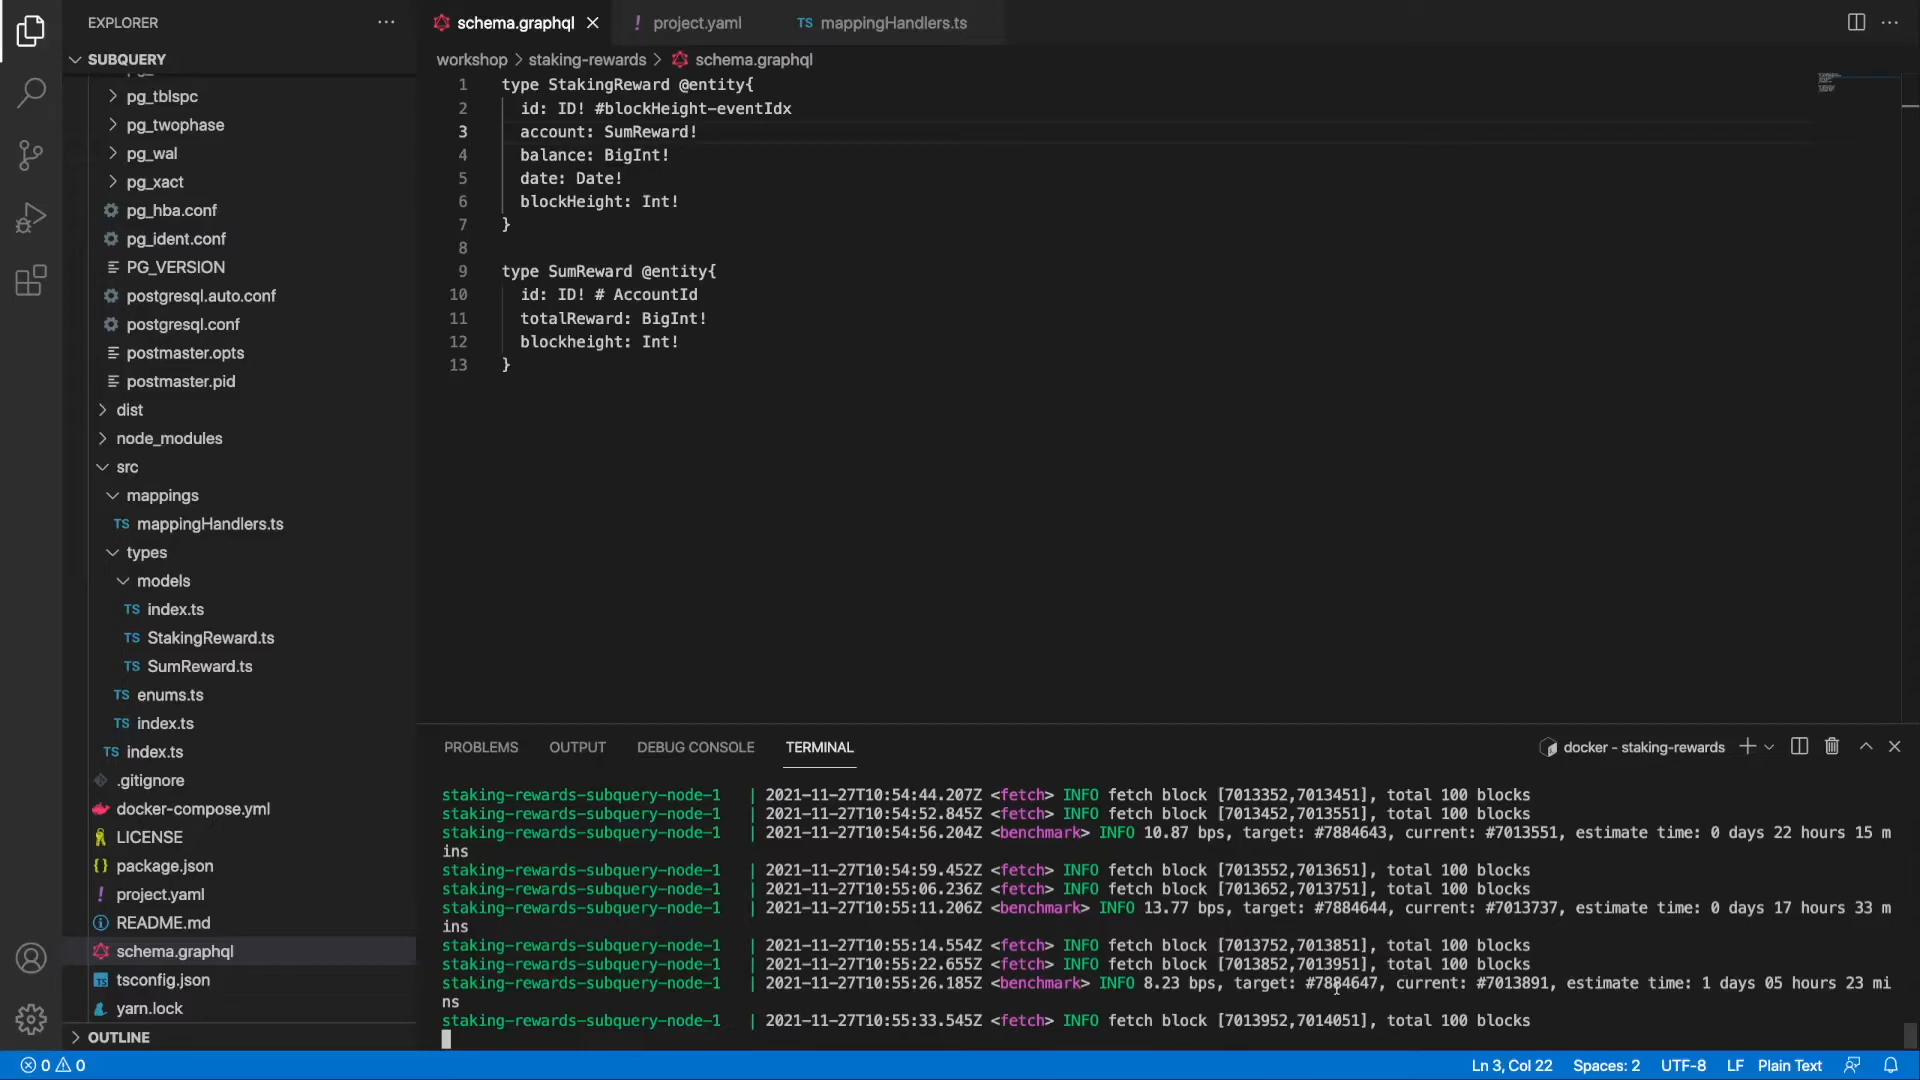 EXPLORER
SUBQUERY
pg_tblspc
pg_twophase
pg_wal
pg_xact
pg_hba.conf
pg_ident.conf
PG_VERSION
postgresql.auto.conf
postgresql.conf
postmaster.opts
postmaster.pid
dist
node_modules
src
mappings
TS mappingHandlers.ts
types
models
TS index.ts
TS StakingReward.ts
TS SumReward.ts
TS enums.ts
TS index.ts
TS index.ts
.gitignore
docker-compose.yml
LICENSE
{} package.json
! project.yaml
README.md
schema.graphql
tsconfig.json
yarn.lock
OUTLINE
schema.graphql
! project.yaml
TS mappingHandlers.ts
workshop > staking-rewards > schema.graphql
1 type StakingReward @entity{
2 id: ID! #blockHeight-eventIdx
3 account: SumReward!
4 balance: BigInt!
5 date: Date!
6 blockHeight: Int!
7 }
8
9 type SumReward @entity{
10 id: ID! # AccountId
11 totalReward: BigInt!
12 blockheight: Int!
13 }
PROBLEMS OUTPUT DEBUG CONSOLE TERMINAL
docker - staking-rewards
staking-rewards-subquery-node-1 | 2021-11-27T10:54:44.207Z <fetch> INFO fetch block [7013352,7013451], total 100 blocks
staking-rewards-subquery-node-1 | 2021-11-27T10:54:52.845Z <fetch> INFO fetch block [7013452,7013551], total 100 blocks
staking-rewards-subquery-node-1 | 2021-11-27T10:54:56.204Z <benchmark> INFO 10.87 bps, target: #7884643, current: #7013551, estimate time: 0 days 22 hours 15 m
ins
staking-rewards-subquery-node-1 | 2021-11-27T10:54:59.452Z <fetch> INFO fetch block [7013552,7013651], total 100 blocks
staking-rewards-subquery-node-1 | 2021-11-27T10:55:06.236Z <fetch> INFO fetch block [7013652,7013751], total 100 blocks
staking-rewards-subquery-node-1 | 2021-11-27T10:55:11.206Z <benchmark> INFO 13.77 bps, target: #7884644, current: #7013737, estimate time: 0 days 17 hours 33 m
ins
staking-rewards-subquery-node-1 | 2021-11-27T10:55:14.554Z <fetch> INFO fetch block [7013752,7013851], total 100 blocks
staking-rewards-subquery-node-1 | 2021-11-27T10:55:22.655Z <fetch> INFO fetch block [7013852,7013951], total 100 blocks
staking-rewards-subquery-node-1 | 2021-11-27T10:55:26.185Z <benchmark> INFO 8.23 bps, target: #7884647, current: #7013891, estimate time: 1 days 05 hours 23 mi
ns
staking-rewards-subquery-node-1 | 2021-11-27T10:55:33.545Z <fetch> INFO fetch block [7013952,7014051], total 100 blocks
0 0
Ln 3, Col 22 Spaces: 2 UTF-8 LF Plain Text